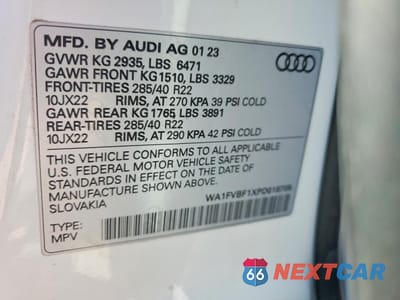 MFD. BY AUDI AG 01 23
GVWR KG 2935, LBS 6471
GAWR FRONT KG1510, LBS 3329
FRONT-TIRES 285/40 R22
10JX22 RIMS, AT 270 KPA 39 PSI COLD
GAWR REAR KG 1765, LBS 3891
REAR-TIRES 285/40 R22
10JX22 RIMS, AT 290 KPA 42 PSI COLD
THIS VEHICLE CONFORMS TO ALL APPLICABLE
U.S. FEDERAL MOTOR VEHICLE SAFETY
STANDARDS IN EFFECT ON THE DATE OF
MANUFACTURE SHOWN ABOVE.
SLOVAKIA
TYPE:
MPV
66 NEXTCAR